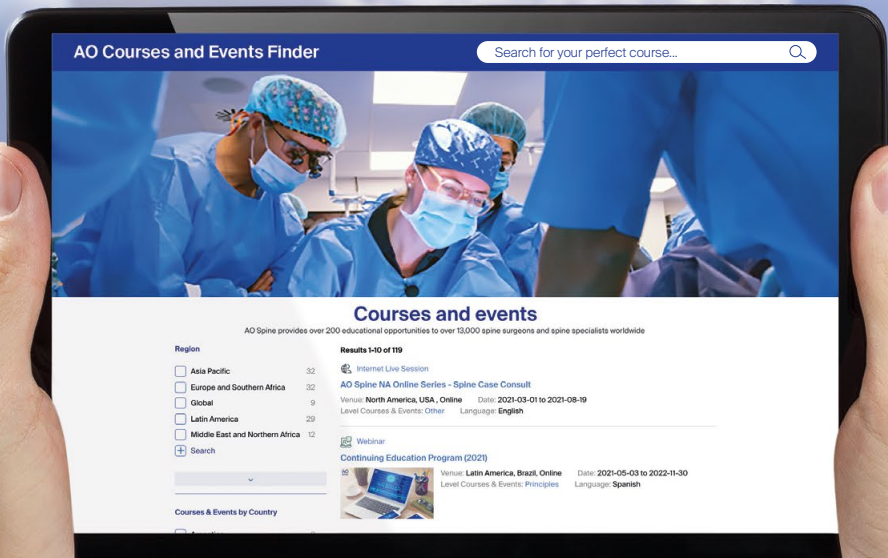 AO Courses and Events Finder
Search for your perfect course...
Courses and events
AO Spine provides over 200 educational opportunities to over 13,000 spine surgeons and spine specialists worldwide
Region
Asia Pacific 32
Europe and Southern Africa 32
Global 9
Latin America 29
Middle East and Northern Africa 12
Search
Courses & Events by Country
Results 1-10 of 119
Internet Live Session
AO Spine NA Online Series - Spine Case Consult
Venue: North America, USA , Online Date: 2021-03-01 to 2021-08-19
Level Courses & Events: Other Language: English
Webinar
Continuing Education Program (2021)
AO
Venue: Latin America, Brazil, Online Date: 2021-05-03 to 2022-11-30
Level Courses & Events: Principles Language: Spanish